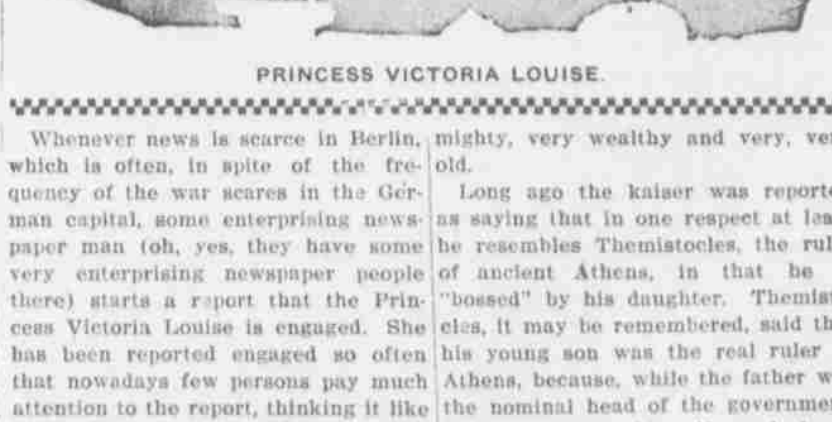 PRINCESS VICTORIA LOUISE.
Whenever news is scarce in Berlin,
which is often, in spite of the fre-
quency of the war scares in the Ger-
man capital, some enterprising news-
paper man (oh, yes, they have some
very enterprising newspaper people
there) starts a report that the Prin-
cess Victoria Louise is engaged. She
has been reported engaged so often
that nowadays few persons pay much
attention to the report, thinking it like
mighty, very wealthy and very,
old.
Long ago the kaiser was
as saying that in one respect at
he resembles Themistocles, the
of ancient Athens, in that he
"bossed" by his daughter.
cles, it may be remembered, said
his young son was the real ruler
Athens, because, while the father
the nominal head of the